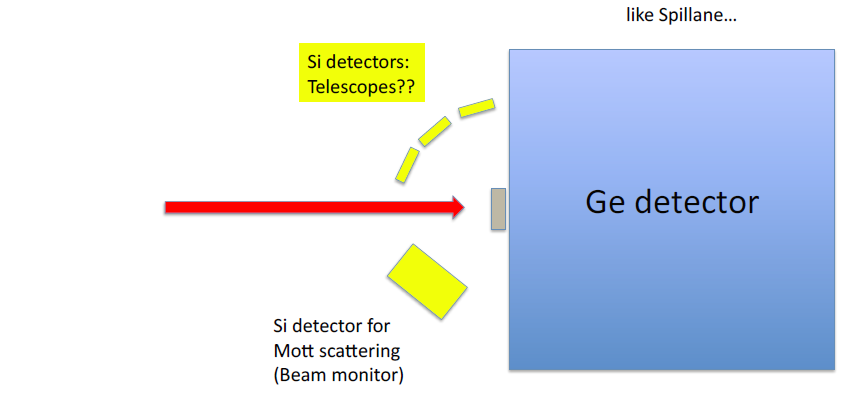 like Spillane...
Si detectors:
Telescopes??
Ge detector
Si detector for
Mott scattering
(Beam monitor)